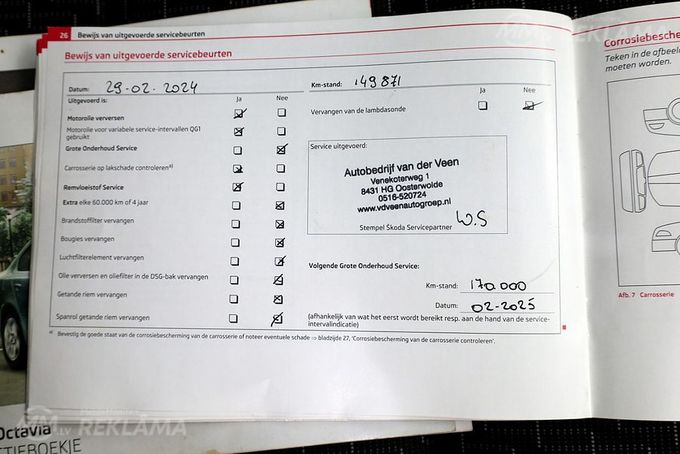 26 Bewijs van uitgevoerde servicebeurten
Bewijs van uitgevoerde servicebeurten
Datum: 29-02-2024
Km-stand: 149871
Uitgevoerd is: Ja Nee
Ja Nee
Motorolie verversen
Vervangen van de lambdasonde
Motorolie voor variabele service-intervallen QG1
gebruikt
Grote Onderhoud Service
Carrosserie op lakschade controleren a)
Remvloeistof Service
Extra elke 60.000 km of 4 jaar
Brandstoffilter vervangen
Bougies vervangen
Luchtfilterelement vervangen
Olie verversen en oliefilter in de DSG-bak vervangen
Getande riem vervangen
Spanrol getande riem vervangen
Service uitgevoerd:
Autobedrijf van der Veen
Venekoterweg 1
8431 HG Oosterwolde
0516-520724
www.vdveenautogroep.nl
W.S
Stempel Škoda Servicepartner
Volgende Grote Onderhoud Service:
Km-stand: 170.000
Datum: 02-2025
(afhankelijk van wat het eerst wordt bereikt resp. aan de hand van de service-
intervalindicatie)
a) Bevestig de goede staat van de corrosiebescherming van de carrosserie of noteer eventuele schade ⇒ bladzijde 27, 'Corrosiebescherming van de carrosserie controleren'.
Corrosiebesche
Teken in de afbeel
moeten worden.
Afb. 7 Carrosserie
Octavia
REKLĀMA
MM.LV REKLĀMA